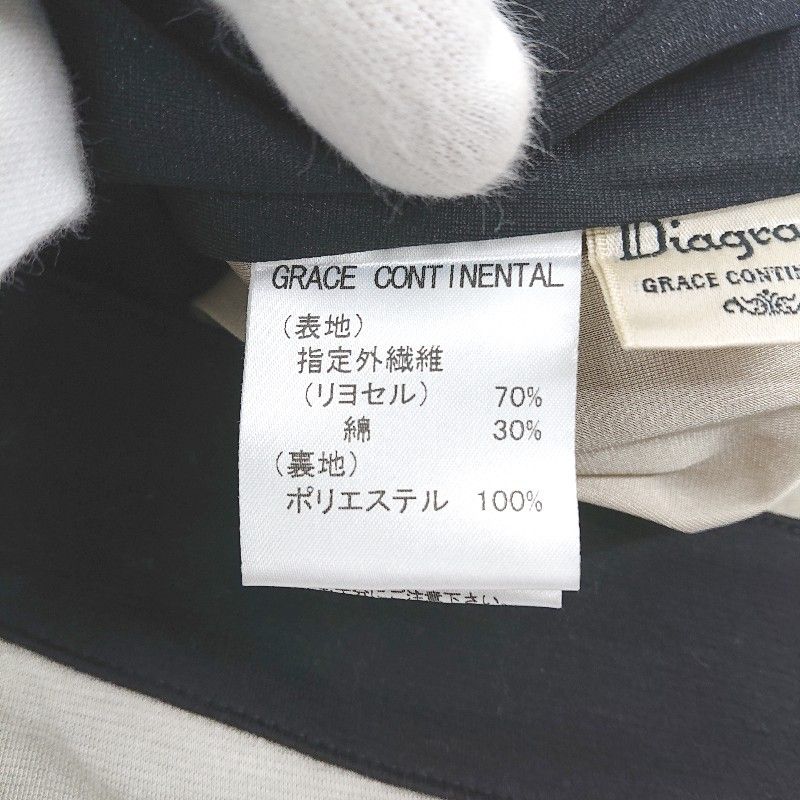 GRACE CONTINENTAL
(表地)
指定外繊維
(リヨセル) 70%
綿 30%
(裏地)
ポリエステル 100%
Diagra
GRACE CONTIN